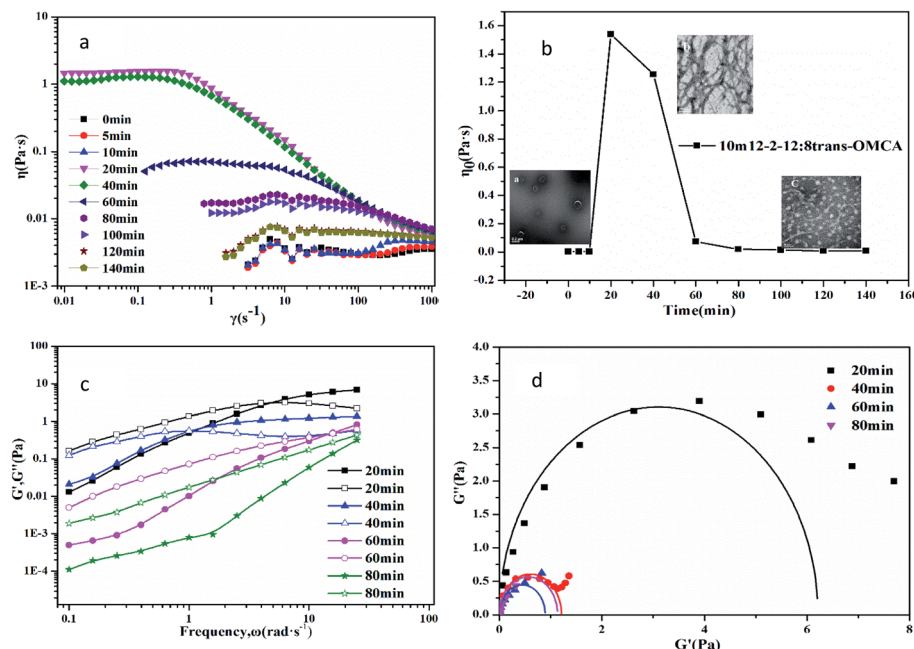 a
10
1
0.1
0.01
1E-3
η(Pa·s)
0min
5min
10min
20min
40min
60min
80min
100min
120min
140min
0.01 0.1 1 10 100
γ(s⁻¹)
b
1.6
1.4
1.2
1.0
0.8
0.6
0.4
0.2
0.0
-0.2
η₀(Pa·s)
b
10m12-2-12:8trans-OMCA
a
C
-20 0 20 40 60 80 100 120 140 160
Time(min)
c
100
10
1
0.1
0.01
1E-3
1E-4
G',G''(Pa)
20min
20min
40min
40min
60min
60min
80min
80min
0.1 1 10 100
Frequency,ω(rad·s⁻¹)
d
4.0
3.5
3.0
2.5
2.0
1.5
1.0
0.5
0.0
G''(Pa)
20min
40min
60min
80min
0 2 4 6 8
G'(Pa)